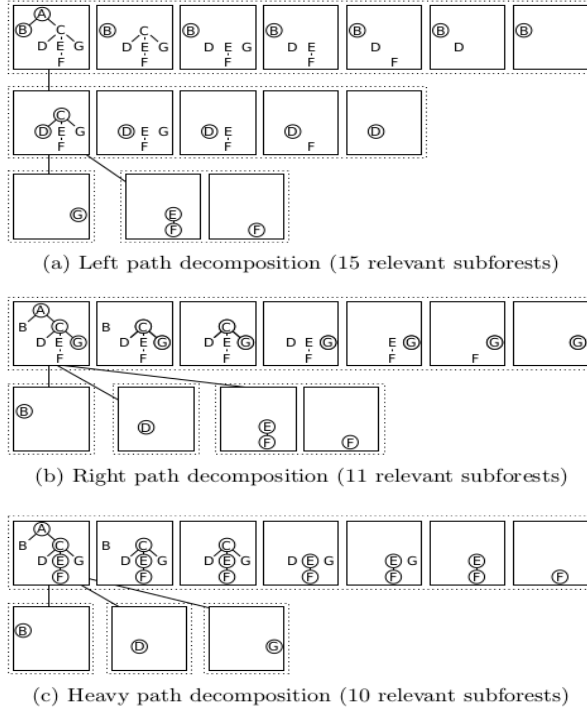 A
B C B C B B B B B
D E G D E G D E G D E D D
F F F F F
C
D E G D E G D E D D
F F F F
G E F
F
(a) Left path decomposition (15 relevant subforests)
A
B C B C C
D E G D E G D E G D E G E G G G
F F F F F F
B D E F
F
(b) Right path decomposition (11 relevant subforests)
A
B C B C C
D E G D E G D E G D E G E G E
F F F F F F F
B D G
(c) Heavy path decomposition (10 relevant subforests)